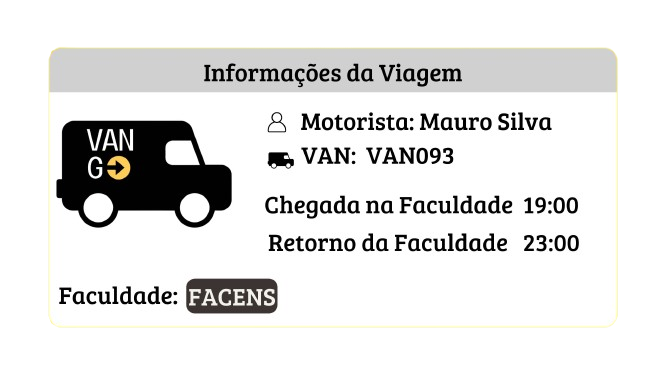 Informações da Viagem
VAN
GO
Motorista: Mauro Silva
VAN: VAN093
Chegada na Faculdade 19:00
Retorno da Faculdade 23:00
Faculdade: FACENS